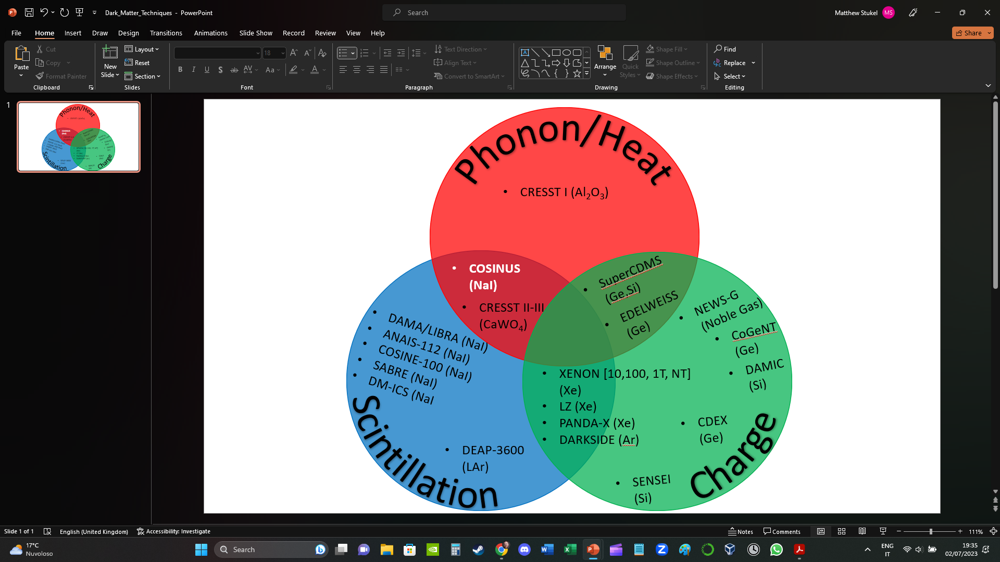 Dark_Matter_Techniques - PowerPoint
Search
Matthew Stukel
MS
File
Home
Insert
Draw
Design
Transitions
Animations
Slide Show
Record
Review
View
Help
Share
Paste
Cut
Copy
Format Painter
Clipboard
New
Slide
Layout
Reset
Section
Slides
18
Font
Paragraph
Text Direction
Align Text
Convert to SmartArt
Arrange
Quick
Styles
Shape Fill
Shape Outline
Shape Effects
Drawing
Find
Replace
Select
Editing
1
Phonon/Heat
• CRESST I (Al₂O₃)
• COSINUS
(NaI)
• CRESST II-III
(CaWO₄)
• SuperCDMS
(Ge,Si)
• EDELWEISS
(Ge)
• NEWS-G
(Noble Gas)
• CoGeNT
(Ge)
• DAMIC
(Si)
• DAMA/LIBRA (NaI)
• ANAIS-112 (NaI)
• COSINE-100 (NaI)
• SABRE (NaI)
• DM-ICS (NaI
• XENON [10,100, 1T, NT]
(Xe)
• LZ (Xe)
• PANDA-X (Xe)
• DARKSIDE (Ar)
• CDEX
(Ge)
• DEAP-3600
(LAr)
• SENSEI
(Si)
Scintillation
Charge
Slide 1 of 1
English (United Kingdom)
Accessibility: Investigate
Notes
Comments
111%
17°C
Nuvoloso
Search
ENG
IT
19:35
02/07/2023